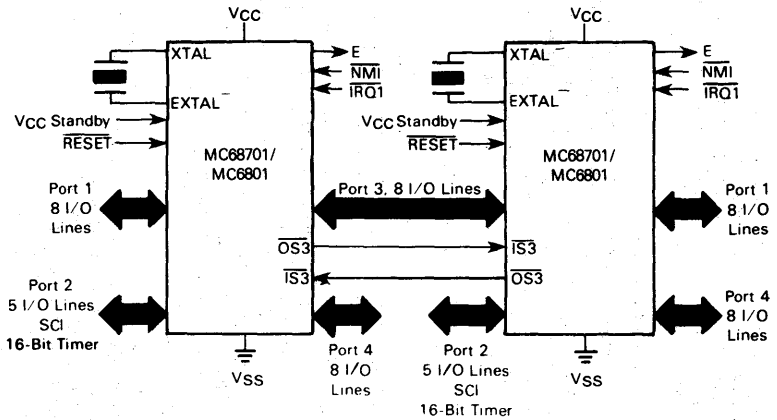 VCC
XTAL
EXTAL
E
NMI
IRQ1
VCC Standby
RESET
MC68701/
MC6801
Port 1
8 I/O
Lines
Port 2
5 I/O Lines
SCI
16-Bit Timer
OS3
IS3
Port 4
8 I/O
Lines
VSS
Port 3, 8 I/O Lines
VCC
XTAL
EXTAL
E
NMI
IRQ1
VCC Standby
RESET
MC68701/
MC6801
Port 1
8 I/O
Lines
IS3
OS3
Port 4
8 I/O
Lines
Port 2
5 I/O Lines
SCI
16-Bit Timer
VSS